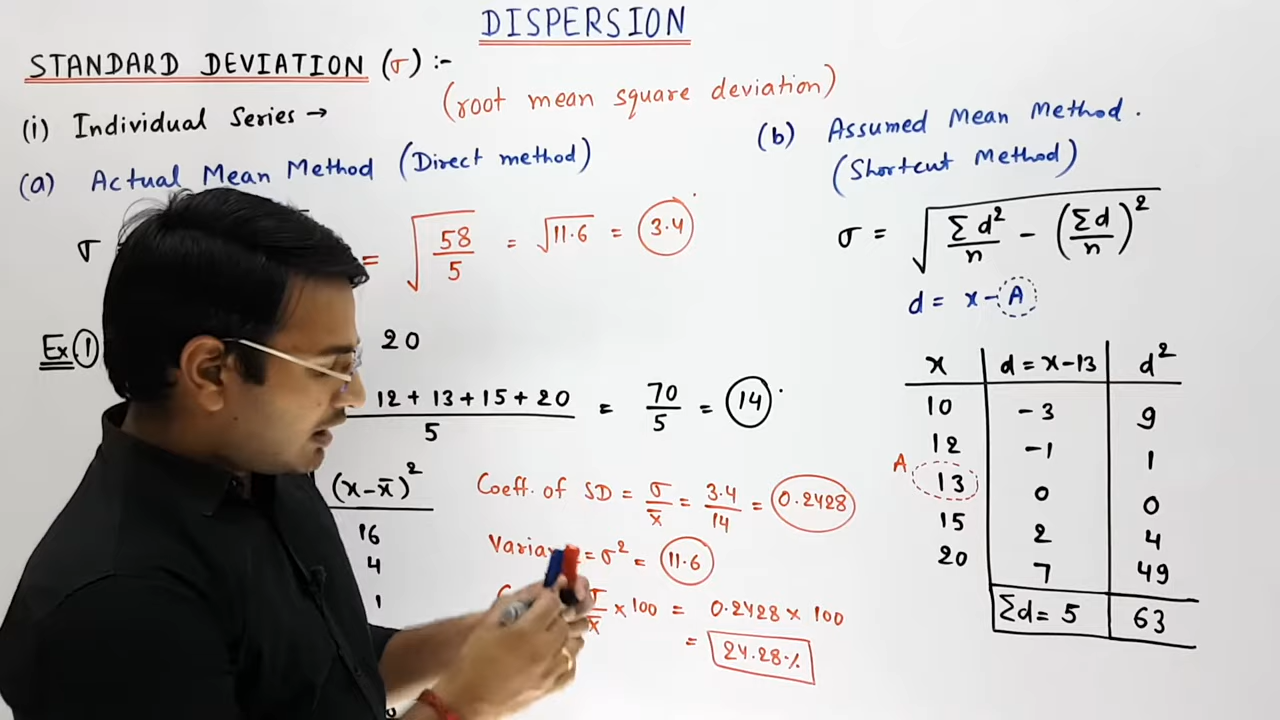 DISPERSION
STANDARD DEVIATION (σ) :-
(root mean square deviation)
(i) Individual Series →
(a) Actual Mean Method (Direct method)
σ
= √(58/5) = √11.6 = 3.4
Ex.1
20
12 + 13 + 15 + 20 / 5 = 70/5 = 14
(x-x̄)²
16
4
1
Coeff. of SD = σ/x̄ = 3.4/14 = 0.2428
= σ² = 11.6
σ/x̄ × 100 = 0.2428 × 100
= 24.28%
(b) Assumed Mean Method.
(Shortcut Method)
σ = √(Σd²/n - (Σd/n)²)
d = x-A
x d = x-13 d²
10 -3 9
12 -1 1
A 13 0 0
15 2 4
20 7 49
Σd = 5 63